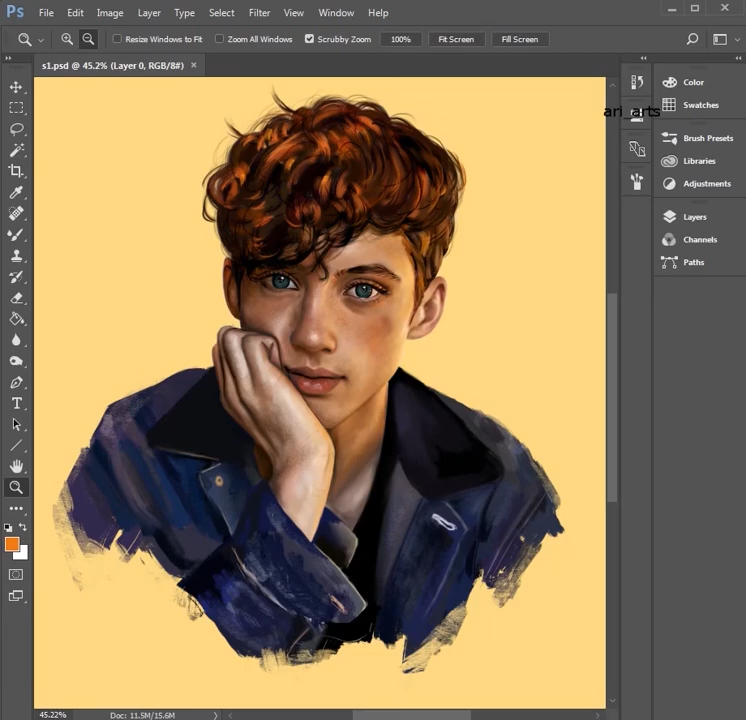 Ps File Edit Image Layer Type Select Filter View Window Help
Resize Windows to Fit Zoom All Windows Scrubby Zoom 100% Fit Screen Fill Screen
s1.psd @ 45.2% (Layer 0, RGB/8#) ×
Color
ari_arts
Swatches
Brush Presets
Libraries
Adjustments
Layers
Channels
Paths
45.22% Doc: 11.5M/15.6M